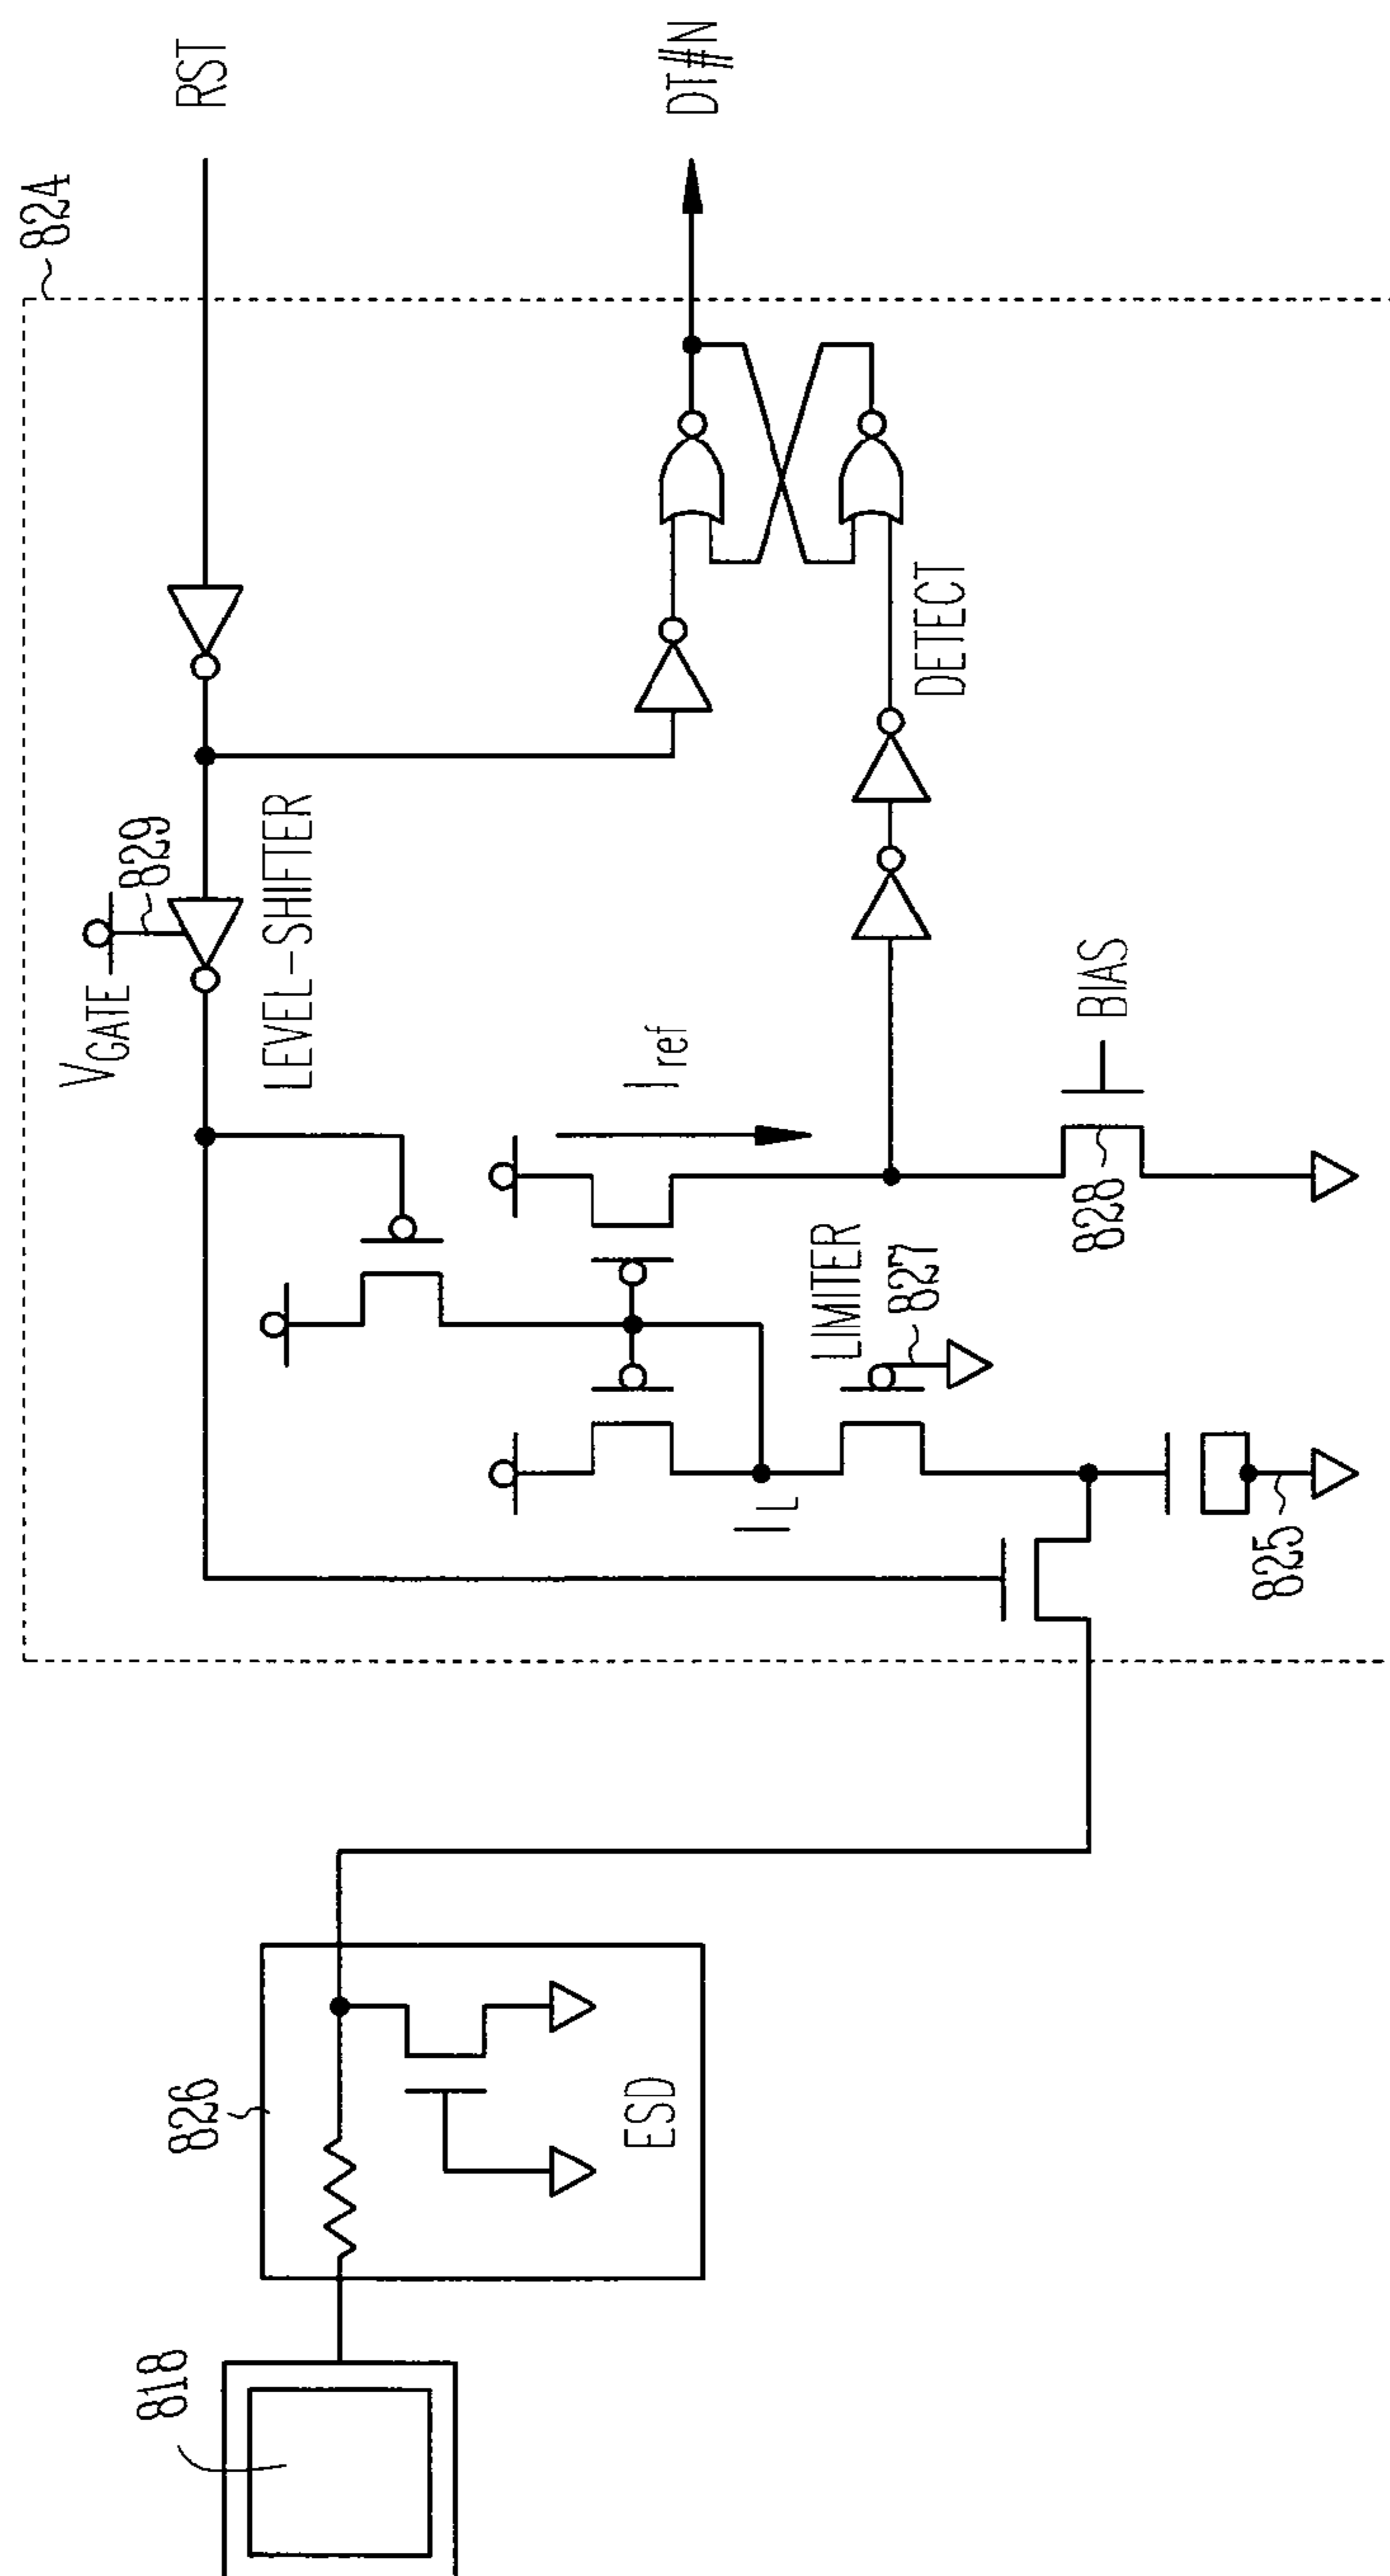 824
RST
DT#N
829
VGATE
LEVEL-SHIFTER
Iref
DETECT
BIAS
828
LIMITER
827
IL
825
826
ESD
818